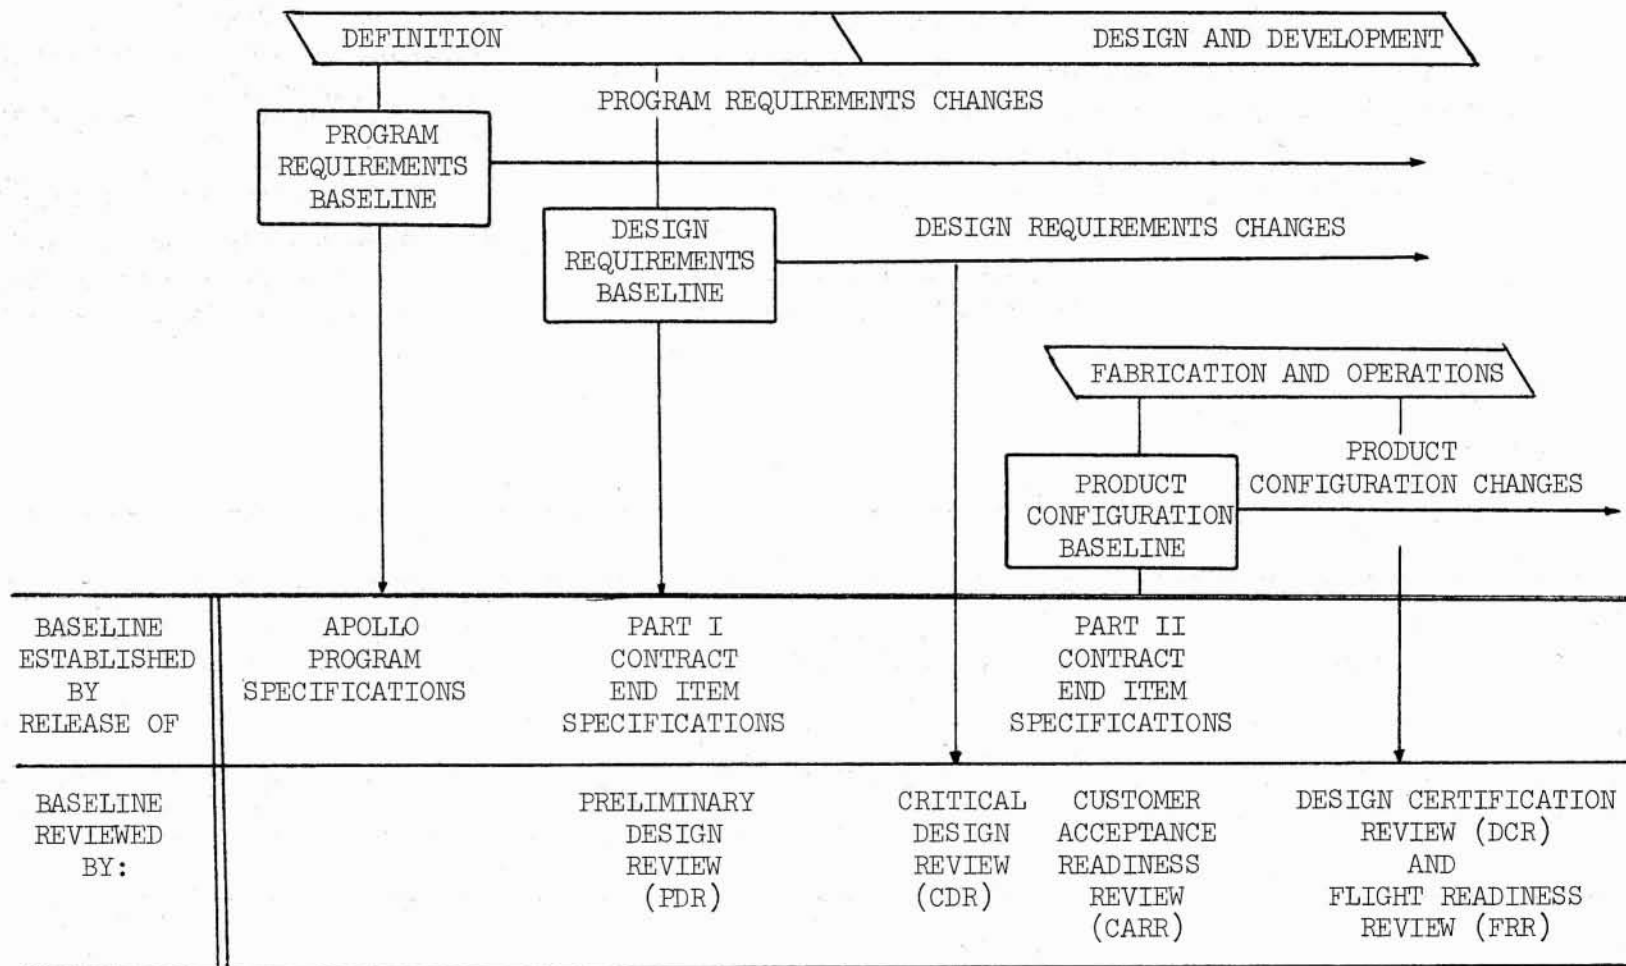 DEFINITION
DESIGN AND DEVELOPMENT
PROGRAM REQUIREMENTS CHANGES
PROGRAM
REQUIREMENTS
BASELINE
DESIGN
REQUIREMENTS
BASELINE
DESIGN REQUIREMENTS CHANGES
FABRICATION AND OPERATIONS
PRODUCT
CONFIGURATION
BASELINE
PRODUCT
CONFIGURATION CHANGES
BASELINE
ESTABLISHED
BY
RELEASE OF
APOLLO
PROGRAM
SPECIFICATIONS
PART I
CONTRACT
END ITEM
SPECIFICATIONS
PART II
CONTRACT
END ITEM
SPECIFICATIONS
BASELINE
REVIEWED
BY:
PRELIMINARY
DESIGN
REVIEW
(PDR)
CRITICAL
DESIGN
REVIEW
(CDR)
CUSTOMER
ACCEPTANCE
READINESS
REVIEW
(CARR)
DESIGN CERTIFICATION
REVIEW (DCR)
AND
FLIGHT READINESS
REVIEW (FRR)